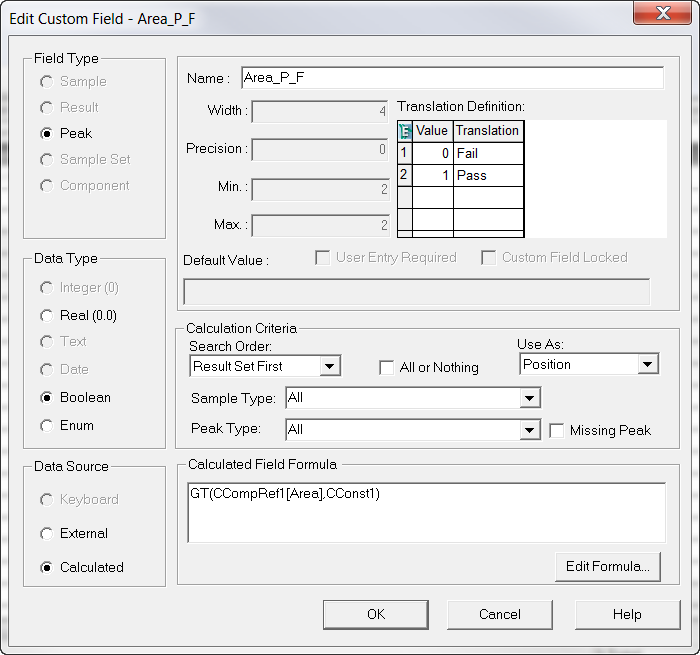 Edit Custom Field - Area_P_F
Field Type
Sample
Result
Peak
Sample Set
Component
Data Type
Integer (0)
Real (0.0)
Text
Date
Boolean
Enum
Data Source
Keyboard
External
Calculated
Name : Area_P_F
Width : 4
Precision : 0
Min. : 2
Max. : 2
Translation Definition:
Value Translation
1 0 Fail
2 1 Pass
Default Value : User Entry Required Custom Field Locked
Calculation Criteria
Search Order:
Result Set First
All or Nothing
Use As:
Position
Sample Type: All
Peak Type: All
Missing Peak
Calculated Field Formula
GT(CCompRef1[Area],CConst1)
Edit Formula...
OK Cancel Help